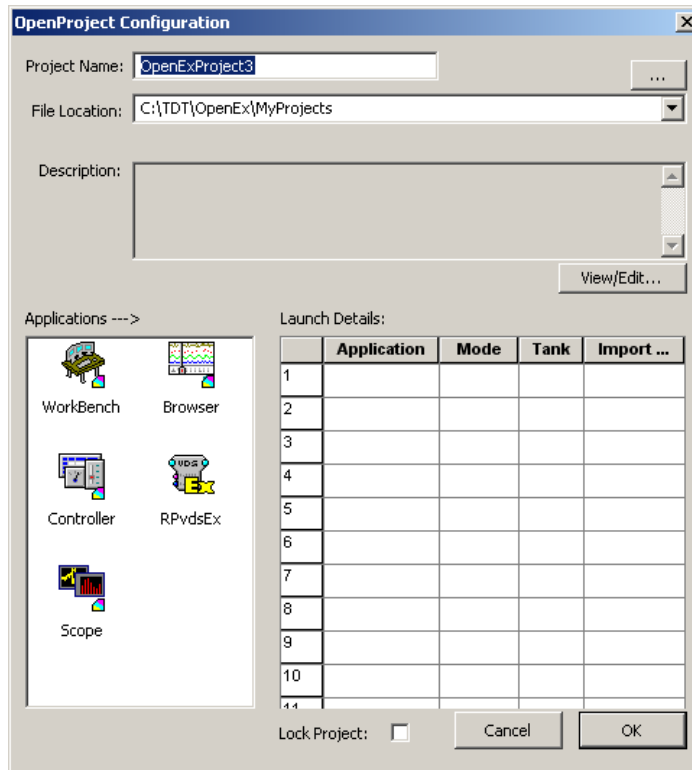 OpenProject Configuration
Project Name: OpenExProject3
...
File Location: C:\TDT\OpenEx\MyProjects
Description:
View/Edit...
Applications --->
Launch Details:
WorkBench
Browser
Controller
RPvdsEx
Scope
Application Mode Tank Import ...
1
2
3
4
5
6
7
8
9
10
11
Lock Project:
Cancel
OK